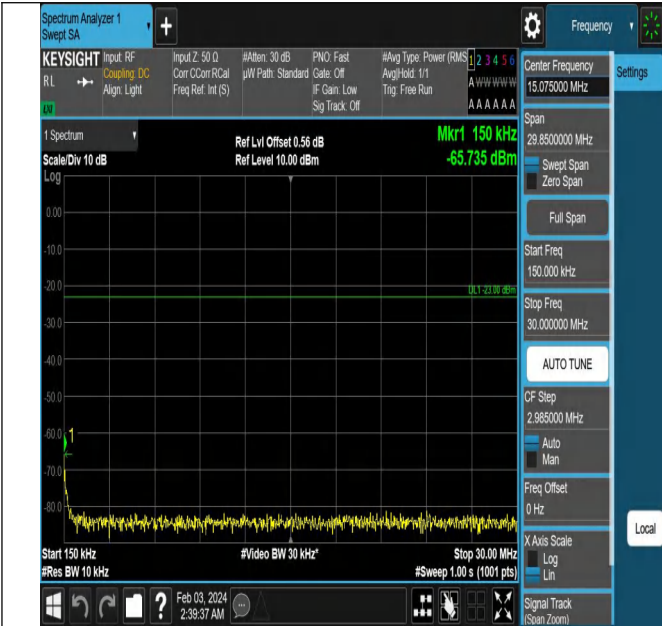 Spectrum Analyzer 1
Swept SA
+
Frequency
KEYSIGHT
RL
LXI
Input: RF
Coupling: DC
Align: Light
Input Z: 50 Ω
Corr CCorr RCal
Freq Ref: Int (S)
#Atten: 30 dB
µW Path: Standard
PNO: Fast
Gate: Off
IF Gain: Low
Sig Track: Off
#Avg Type: Power (RMS
Avg|Hold: 1/1
Trig: Free Run
1 2 3 4 5 6
A W W W W W
A A A A A A
1 Spectrum
Scale/Div 10 dB
Ref Lvl Offset 0.56 dB
Ref Level 10.00 dBm
Mkr1 150 kHz
-65.735 dBm
Log
0.00
-10.0
-20.0
DL1 -23.00 dBm
-30.0
-40.0
-50.0
-60.0
1
-70.0
-80.0
Start 150 kHz
#Res BW 10 kHz
#Video BW 30 kHz*
Stop 30.00 MHz
#Sweep 1.00 s (1001 pts)
?
Feb 03, 2024
2:39:37 AM
Center Frequency
15.075000 MHz
Settings
Span
29.8500000 MHz
Swept Span
Zero Span
Full Span
Start Freq
150.000 kHz
Stop Freq
30.000000 MHz
AUTO TUNE
CF Step
2.985000 MHz
Auto
Man
Freq Offset
0 Hz
Local
X Axis Scale
Log
Lin
Signal Track
(Span Zoom)